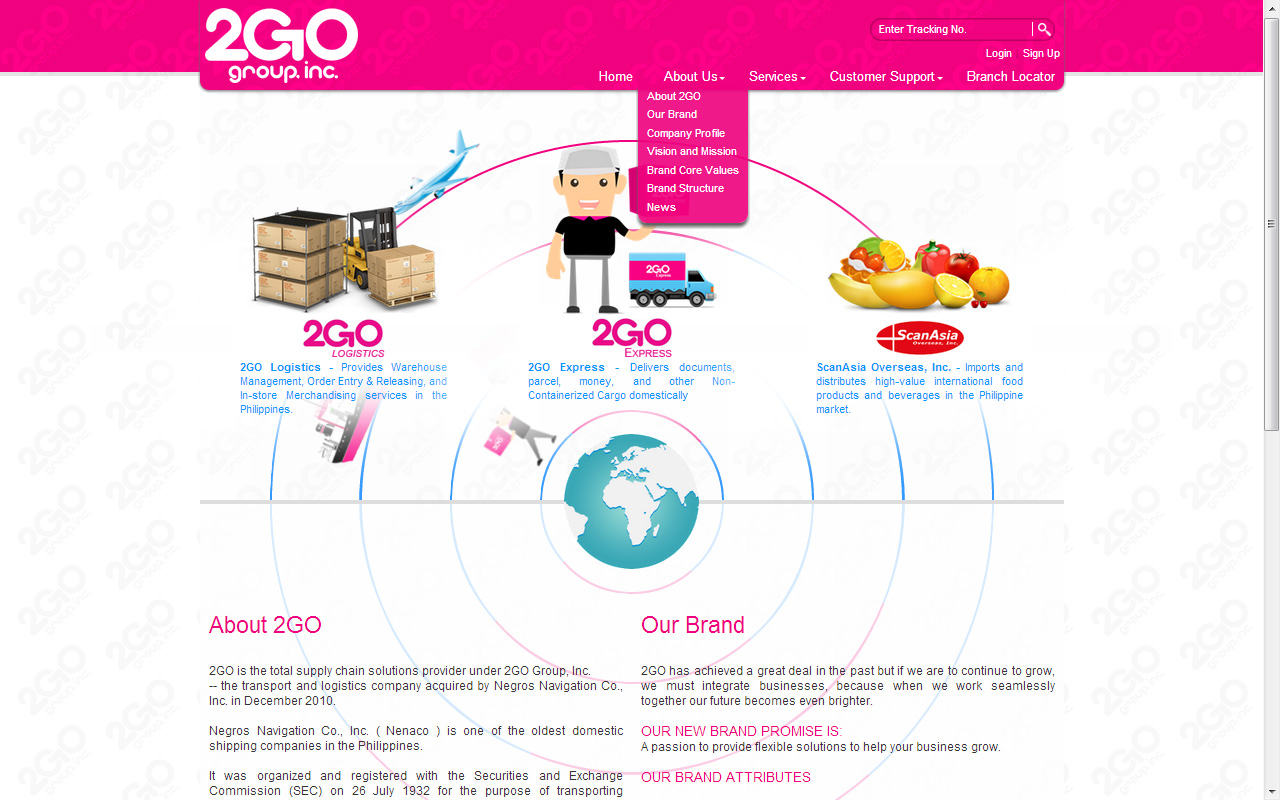 2GO
group. inc.
Enter Tracking No.
Login Sign Up
Home About Us Services Customer Support Branch Locator
About 2GO
Our Brand
Company Profile
Vision and Mission
Brand Core Values
Brand Structure
News
2GO
Express
2GO
LOGISTICS
2GO
EXPRESS
ScanAsia
Overseas, Inc.
2GO Logistics - Provides Warehouse
Management, Order Entry & Releasing, and
In-store Merchandising services in the
Philippines.
2GO Express - Delivers documents,
parcel, money, and other Non-
Containerized Cargo domestically
ScanAsia Overseas, Inc. - Imports and
distributes high-value international food
products and beverages in the Philippine
market.
About 2GO
2GO is the total supply chain solutions provider under 2GO Group, Inc.
-- the transport and logistics company acquired by Negros Navigation Co.,
Inc. in December 2010.
Negros Navigation Co., Inc. ( Nenaco ) is one of the oldest domestic
shipping companies in the Philippines.
It was organized and registered with the Securities and Exchange
Commission (SEC) on 26 July 1932 for the purpose of transporting
Our Brand
2GO has achieved a great deal in the past but if we are to continue to grow,
we must integrate businesses, because when we work seamlessly
together our future becomes even brighter.
OUR NEW BRAND PROMISE IS:
A passion to provide flexible solutions to help your business grow.
OUR BRAND ATTRIBUTES